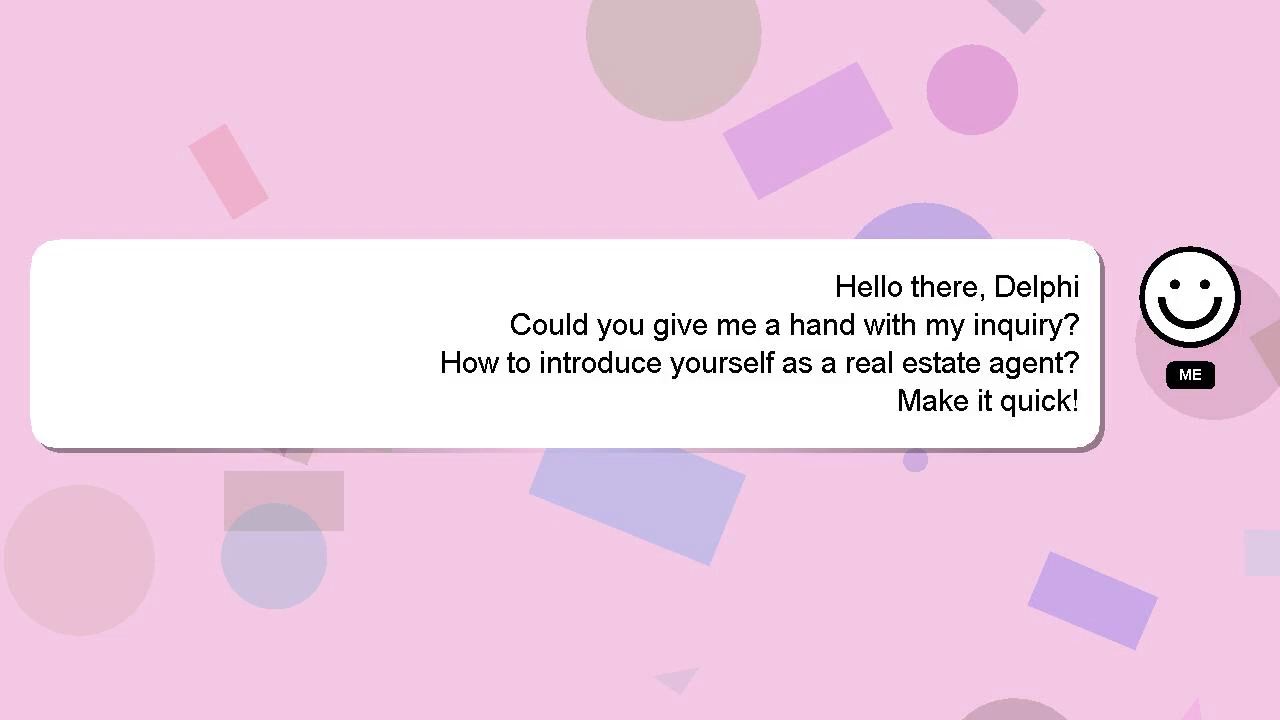 Hello there, Delphi
Could you give me a hand with my inquiry?
How to introduce yourself as a real estate agent?
Make it quick!
ME